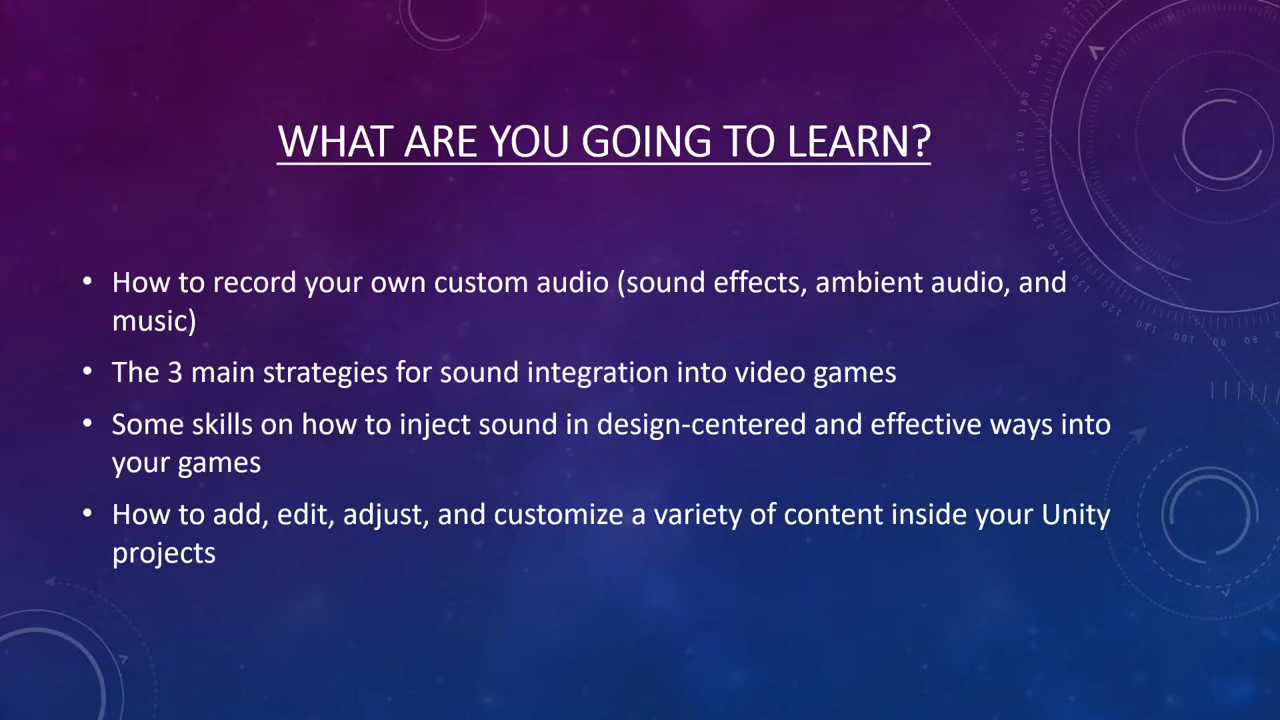 WHAT ARE YOU GOING TO LEARN?
• How to record your own custom audio (sound effects, ambient audio, and
music)
• The 3 main strategies for sound integration into video games
• Some skills on how to inject sound in design-centered and effective ways into
your games
• How to add, edit, adjust, and customize a variety of content inside your Unity
projects